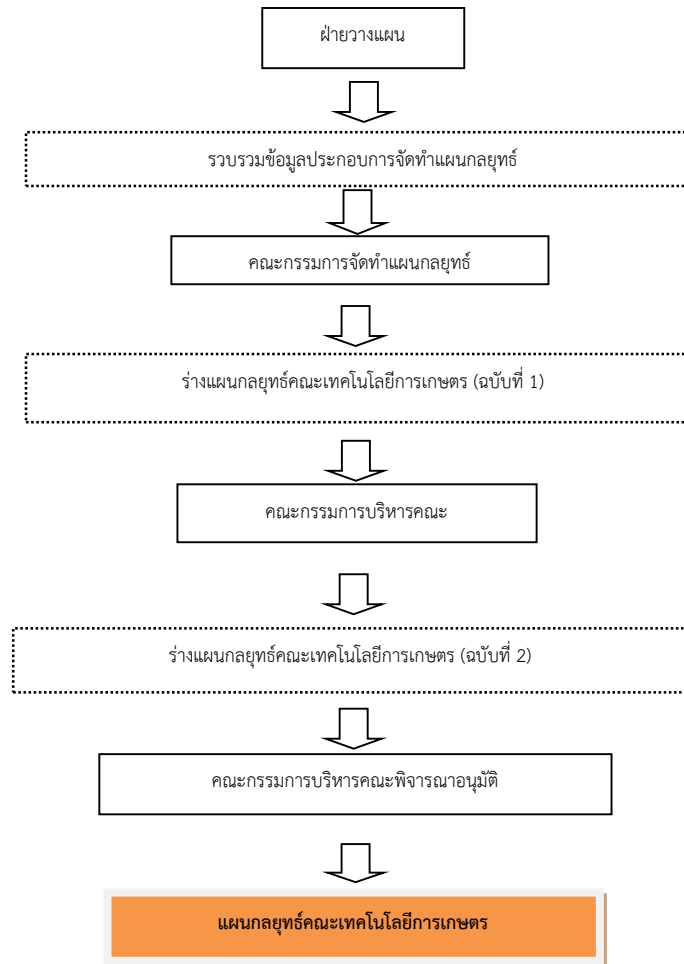 ฝ่ายวางแผน
รวบรวมข้อมูลประกอบการจัดทำแผนกลยุทธ์
คณะกรรมการจัดทำแผนกลยุทธ์
ร่างแผนกลยุทธ์คณะเทคโนโลยีการเกษตร (ฉบับที่ 1)
คณะกรรมการบริหารคณะ
ร่างแผนกลยุทธ์คณะเทคโนโลยีการเกษตร (ฉบับที่ 2)
คณะกรรมการบริหารคณะพิจารณาอนุมัติ
แผนกลยุทธ์คณะเทคโนโลยีการเกษตร